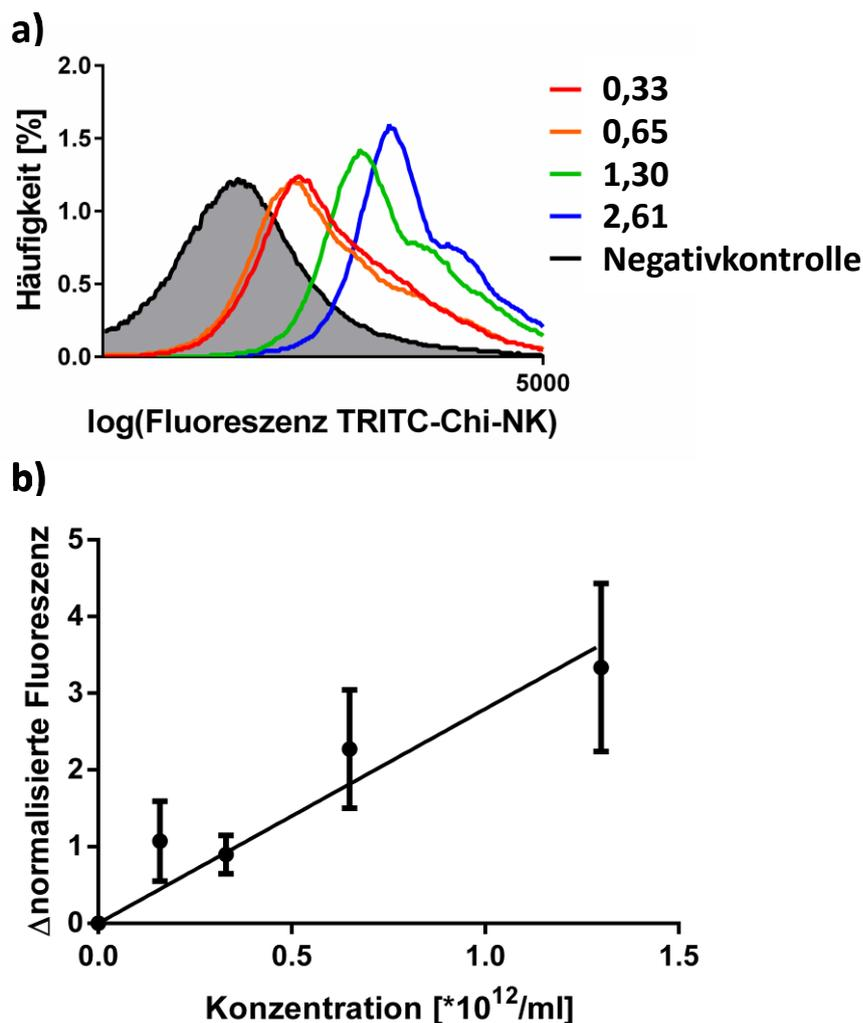 a)
Häufigkeit [%]
2.0
1.5
1.0
0.5
0.0
5000
log(Fluoreszenz TRITC-Chi-NK)
0,33
0,65
1,30
2,61
Negativkontrolle
b)
Δnormalisierte Fluoreszenz
5
4
3
2
1
0
0.0 0.5 1.0 1.5
Konzentration [*10¹²/ml]